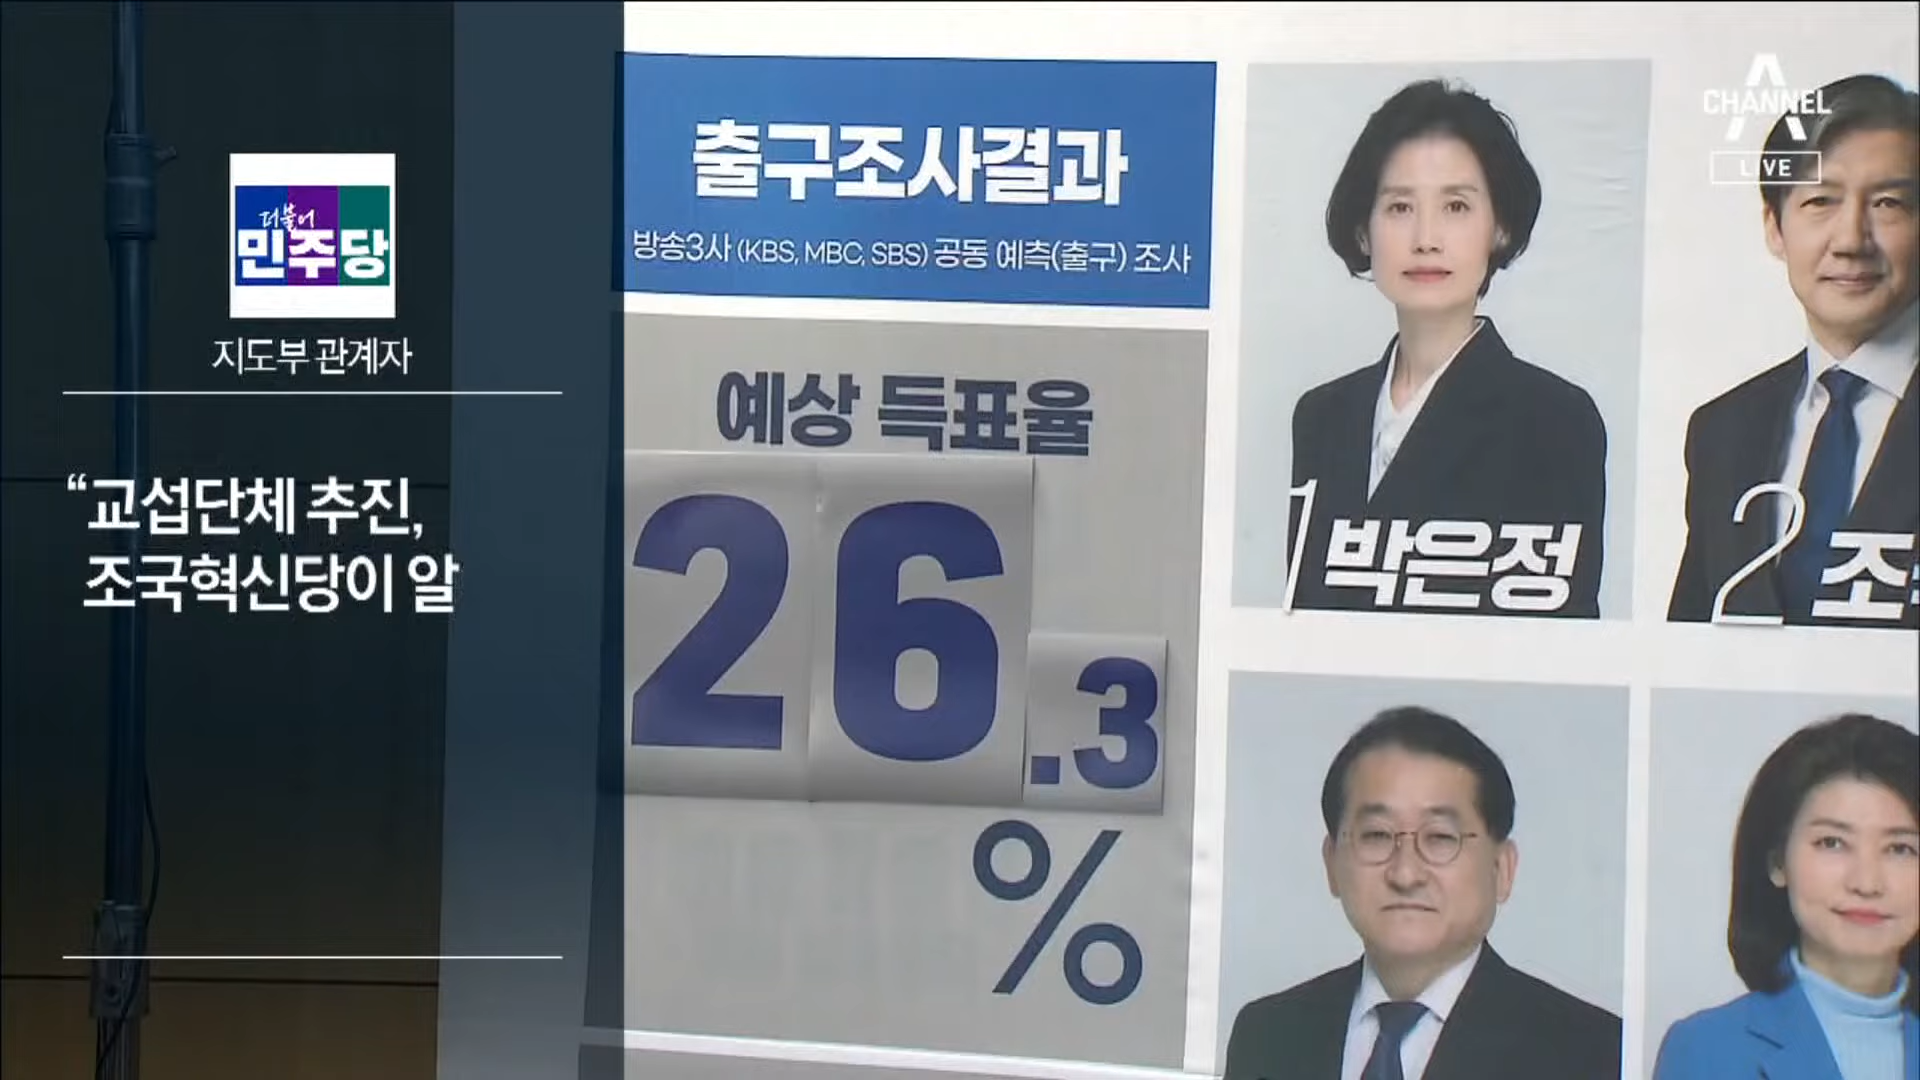 더불어
민주당
지도부 관계자
“교섭단체 추진,
조국혁신당이 알
출구조사결과
방송3사 (KBS, MBC, SBS) 공동 예측(출구) 조사
예상 득표율
26.3
%
1 박은정
2 조
CHANNEL A
LIVE